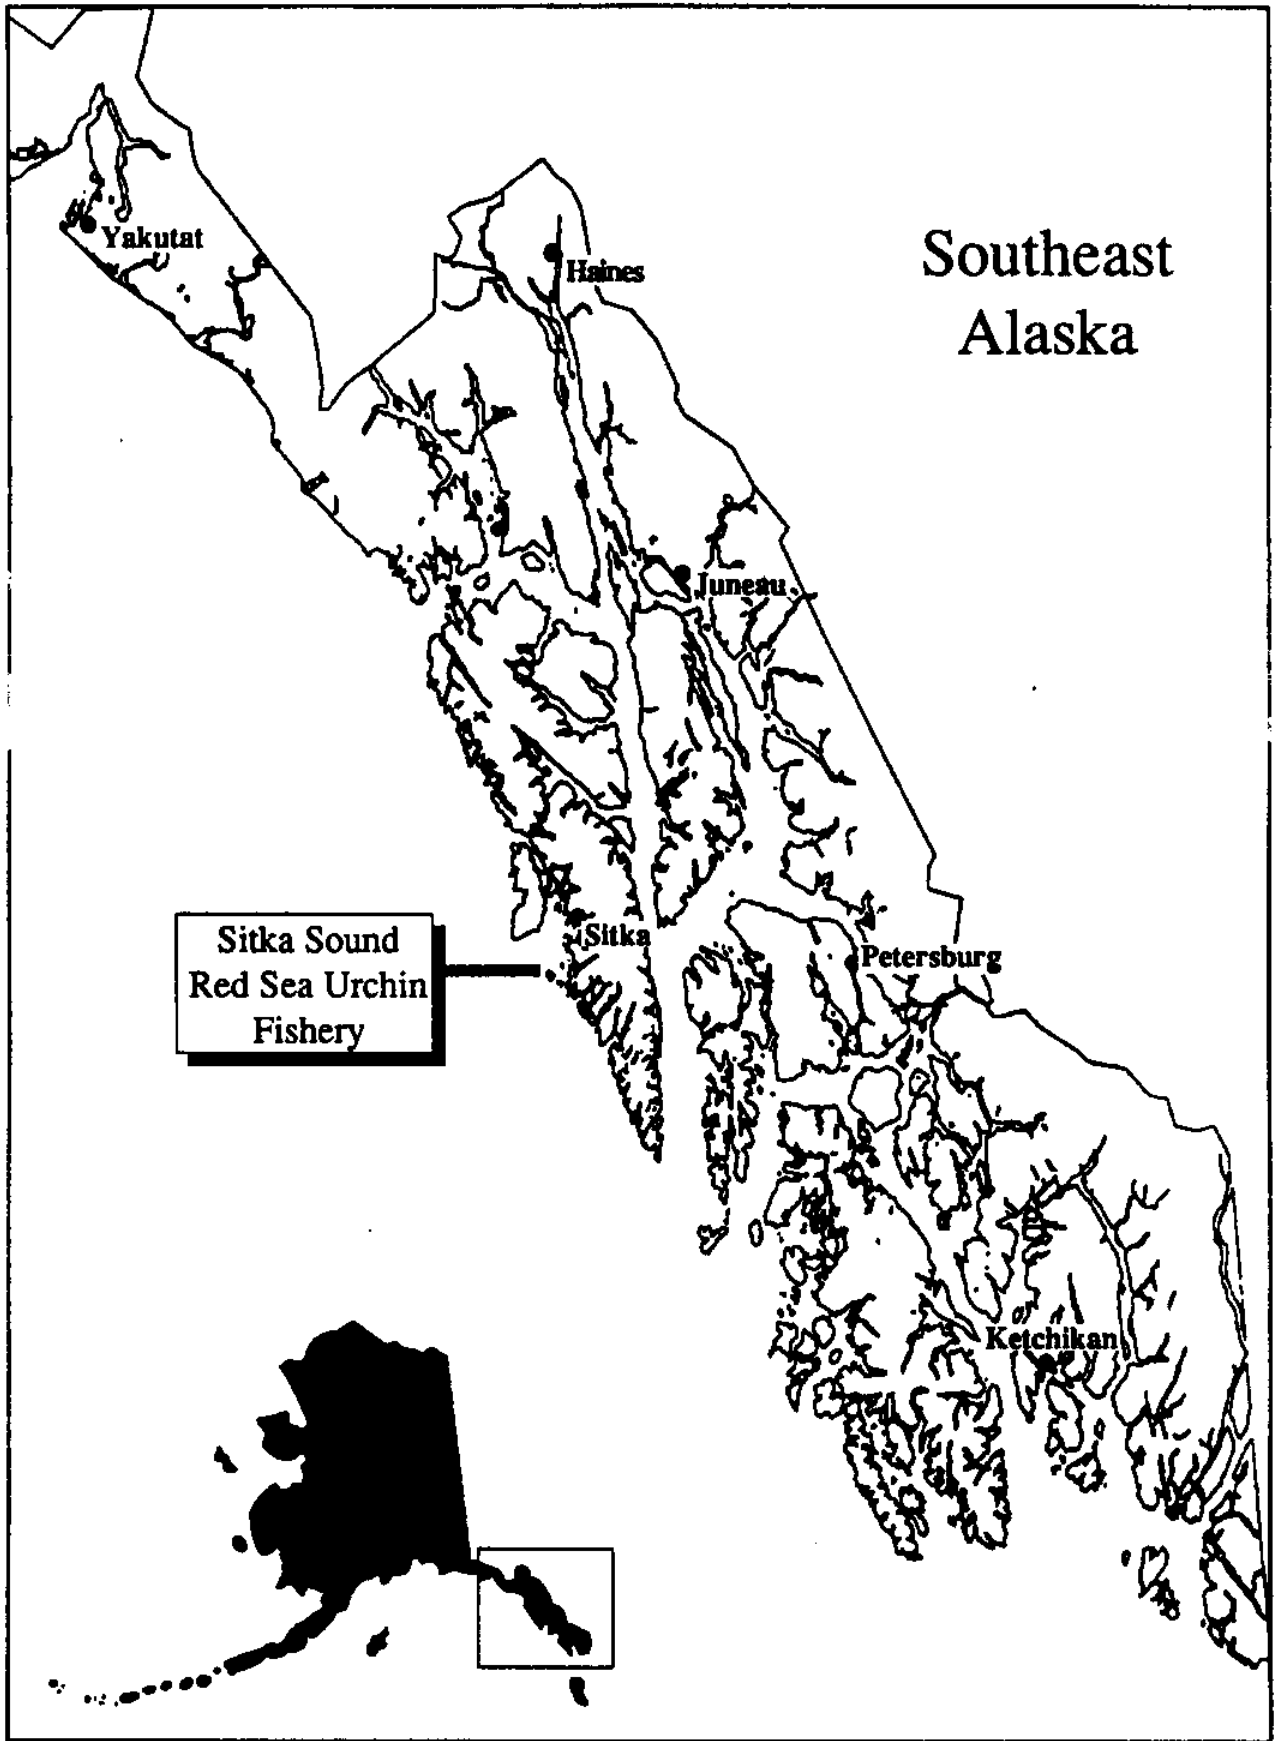 Yakutat
Haines
Southeast
Alaska
Juneau
Sitka
Sitka Sound
Red Sea Urchin
Fishery
Petersburg
Ketchikan